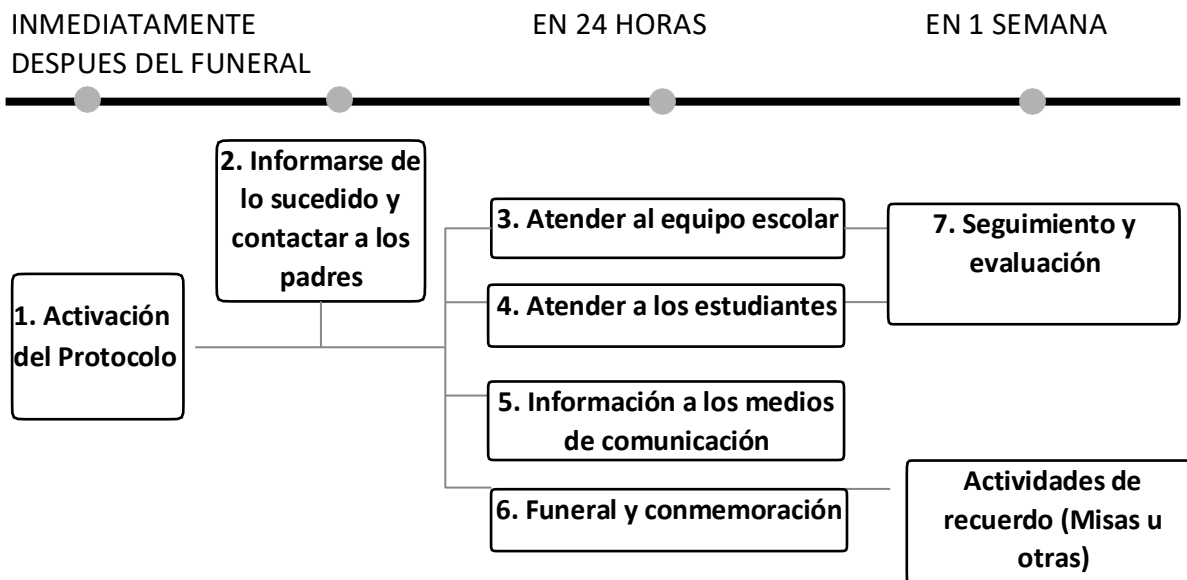 INMEDIATAMENTE
DESPUES DEL FUNERAL
EN 24 HORAS
EN 1 SEMANA
1. Activación
del Protocolo
2. Informarse de
lo sucedido y
contactar a los
padres
3. Atender al equipo escolar
4. Atender a los estudiantes
5. Información a los medios
de comunicación
6. Funeral y conmemoración
7. Seguimiento y
evaluación
Actividades de
recuerdo (Misas u
otras)